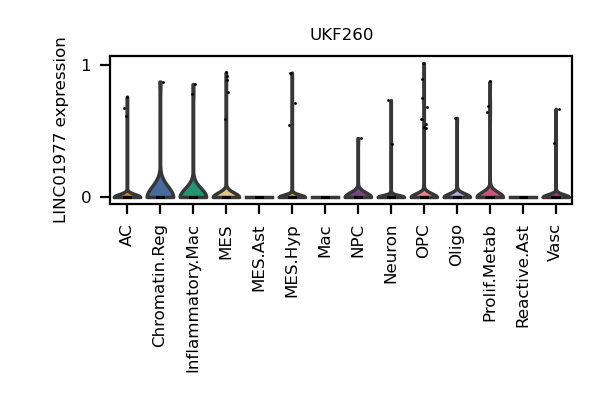 UKF260
LINC01977 expression
1
0
AC
Chromatin.Reg
Inflammatory.Mac
MES
MES.Ast
MES.Hyp
Mac
NPC
Neuron
OPC
Oligo
Prolif.Metab
Reactive.Ast
Vasc